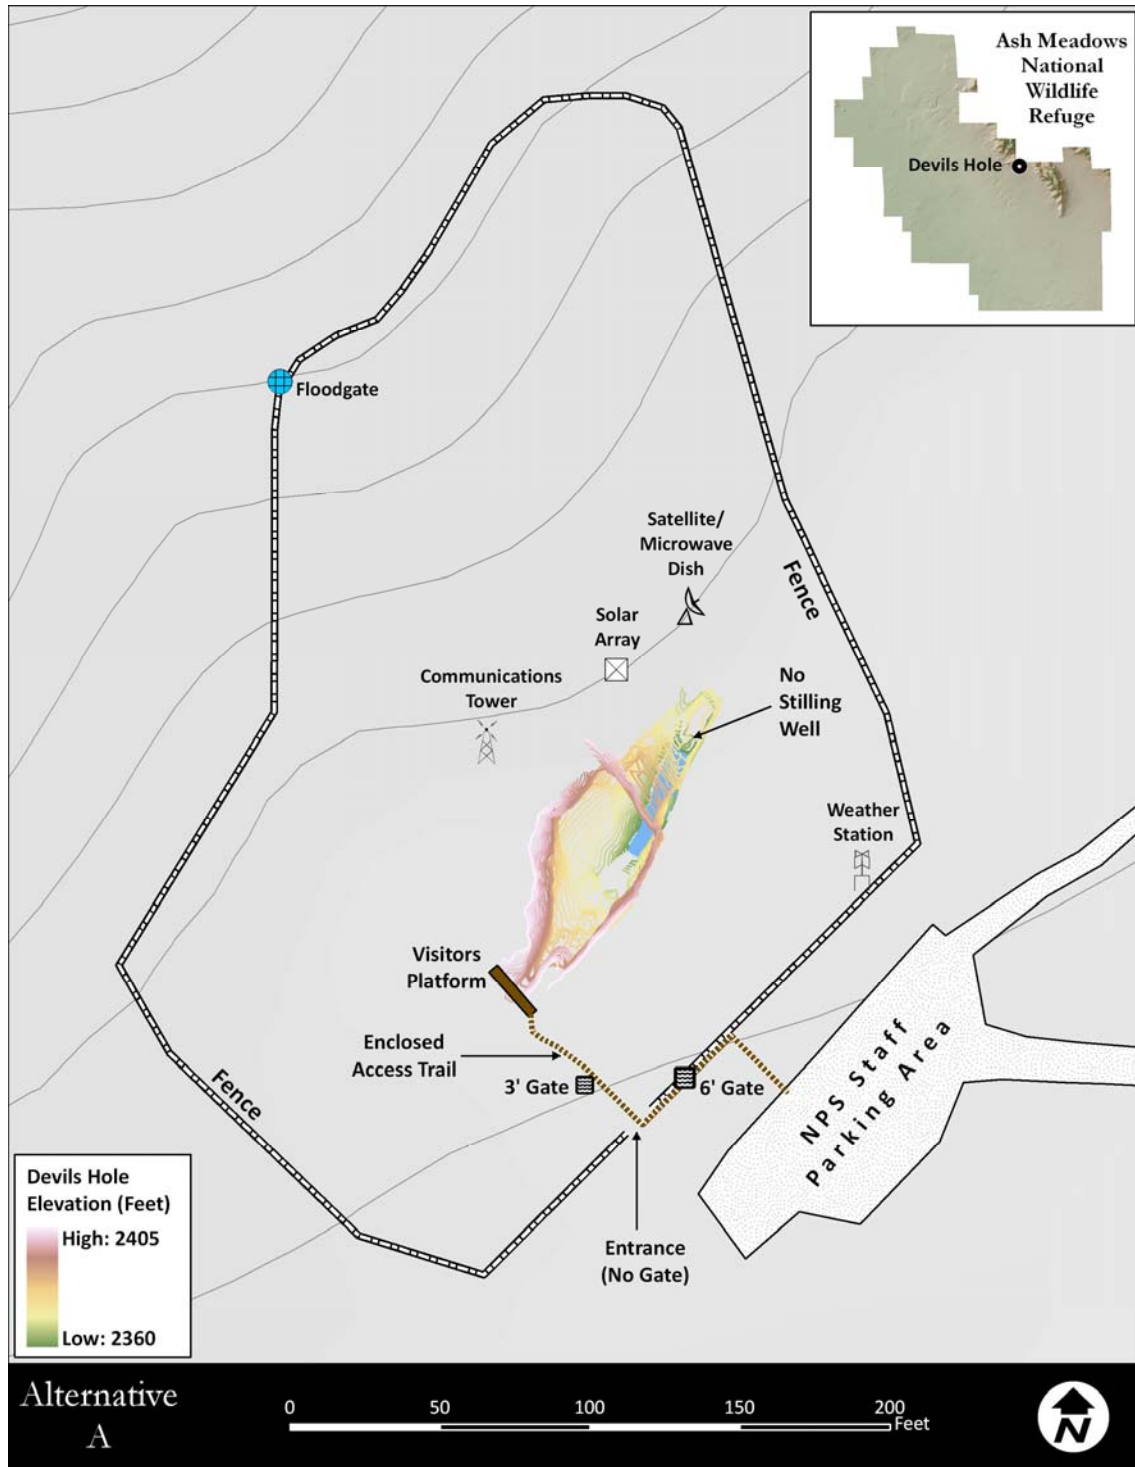 Ash Meadows
National
Wildlife
Refuge
Devils Hole
Floodgate
Satellite/
Microwave
Dish
Fence
Solar
Array
Communications
Tower
No
Stilling
Well
Weather
Station
Visitors
Platform
Enclosed
Access Trail
3' Gate
6' Gate
NPS Staff
Parking Area
Fence
Entrance
(No Gate)
Devils Hole
Elevation (Feet)
High: 2405
Low: 2360
Alternative
A
0 50 100 150 200
Feet
N